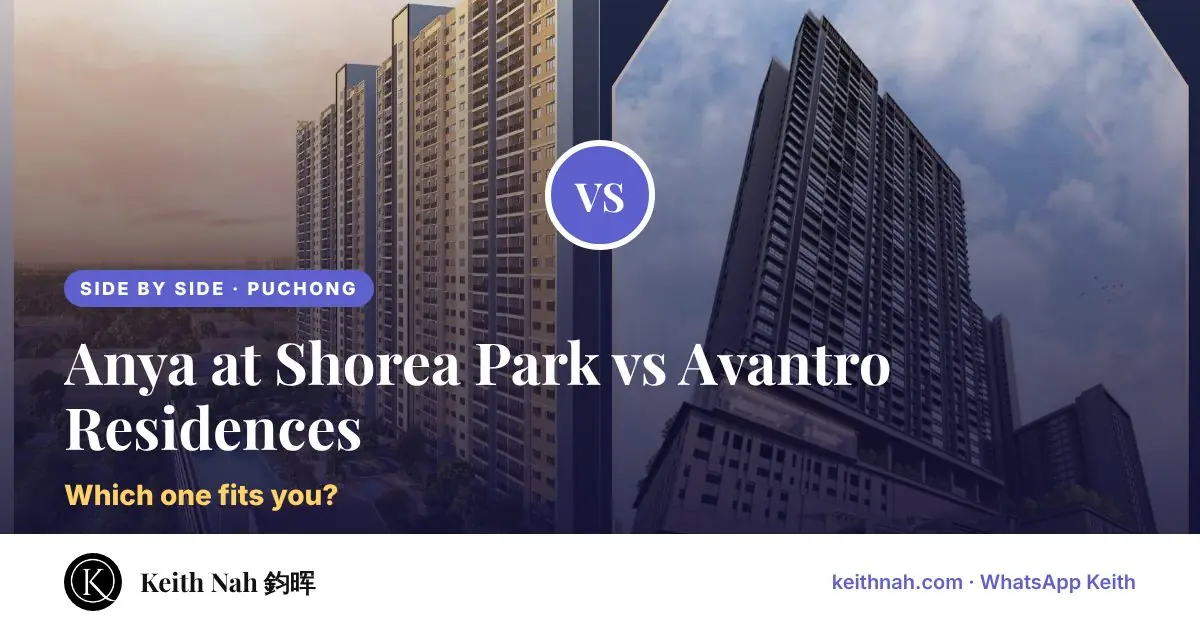 VS
SIDE BY SIDE · PUCHONG
Anya at Shorea Park vs Avantro
Residences
Which one fits you?
K
Keith Nah 鈞晖
keithnah.com · WhatsApp Keith